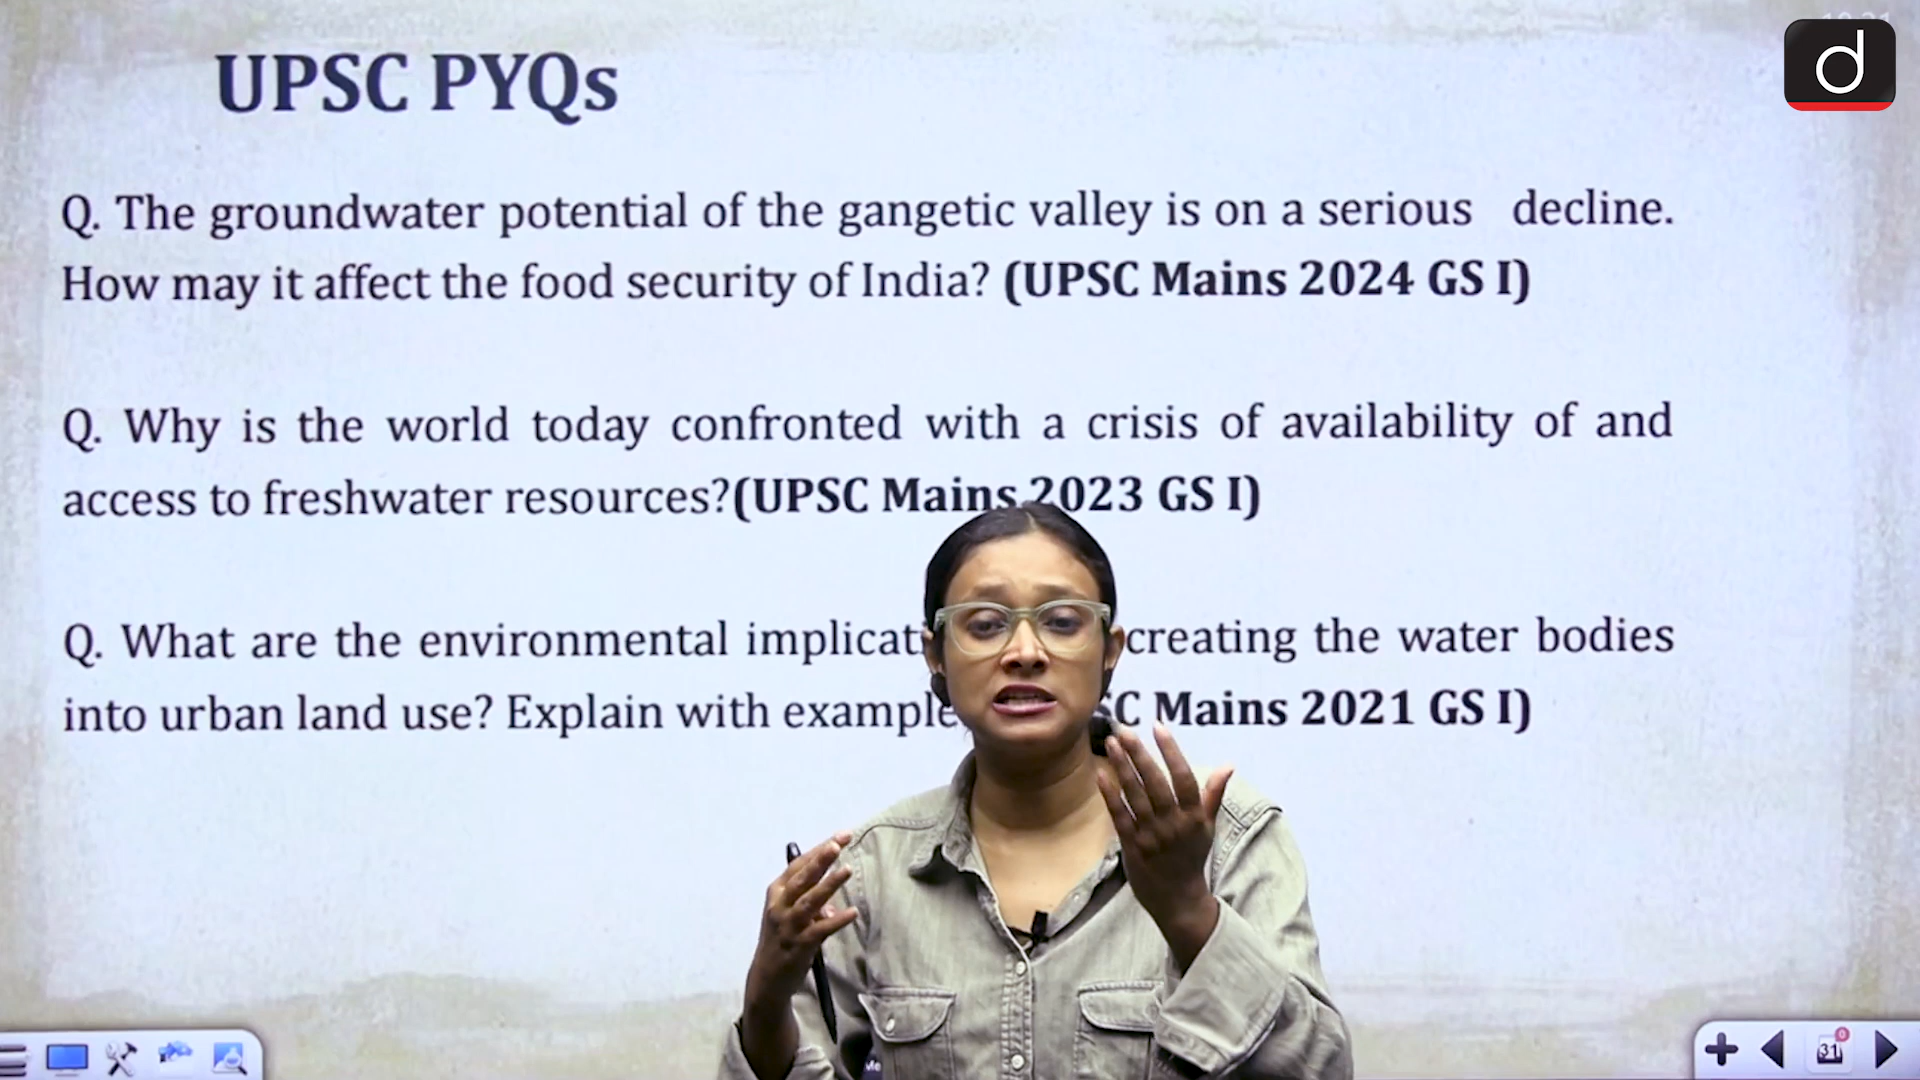 UPSC PYQs
d
Q. The groundwater potential of the gangetic valley is on a serious decline.
How may it affect the food security of India? (UPSC Mains 2024 GS I)
Q. Why is the world today confronted with a crisis of availability of and
access to freshwater resources?(UPSC Mains 2023 GS I)
Q. What are the environmental creating the water bodies
into urban land use? Explain with Mains 2021 GS I)
31